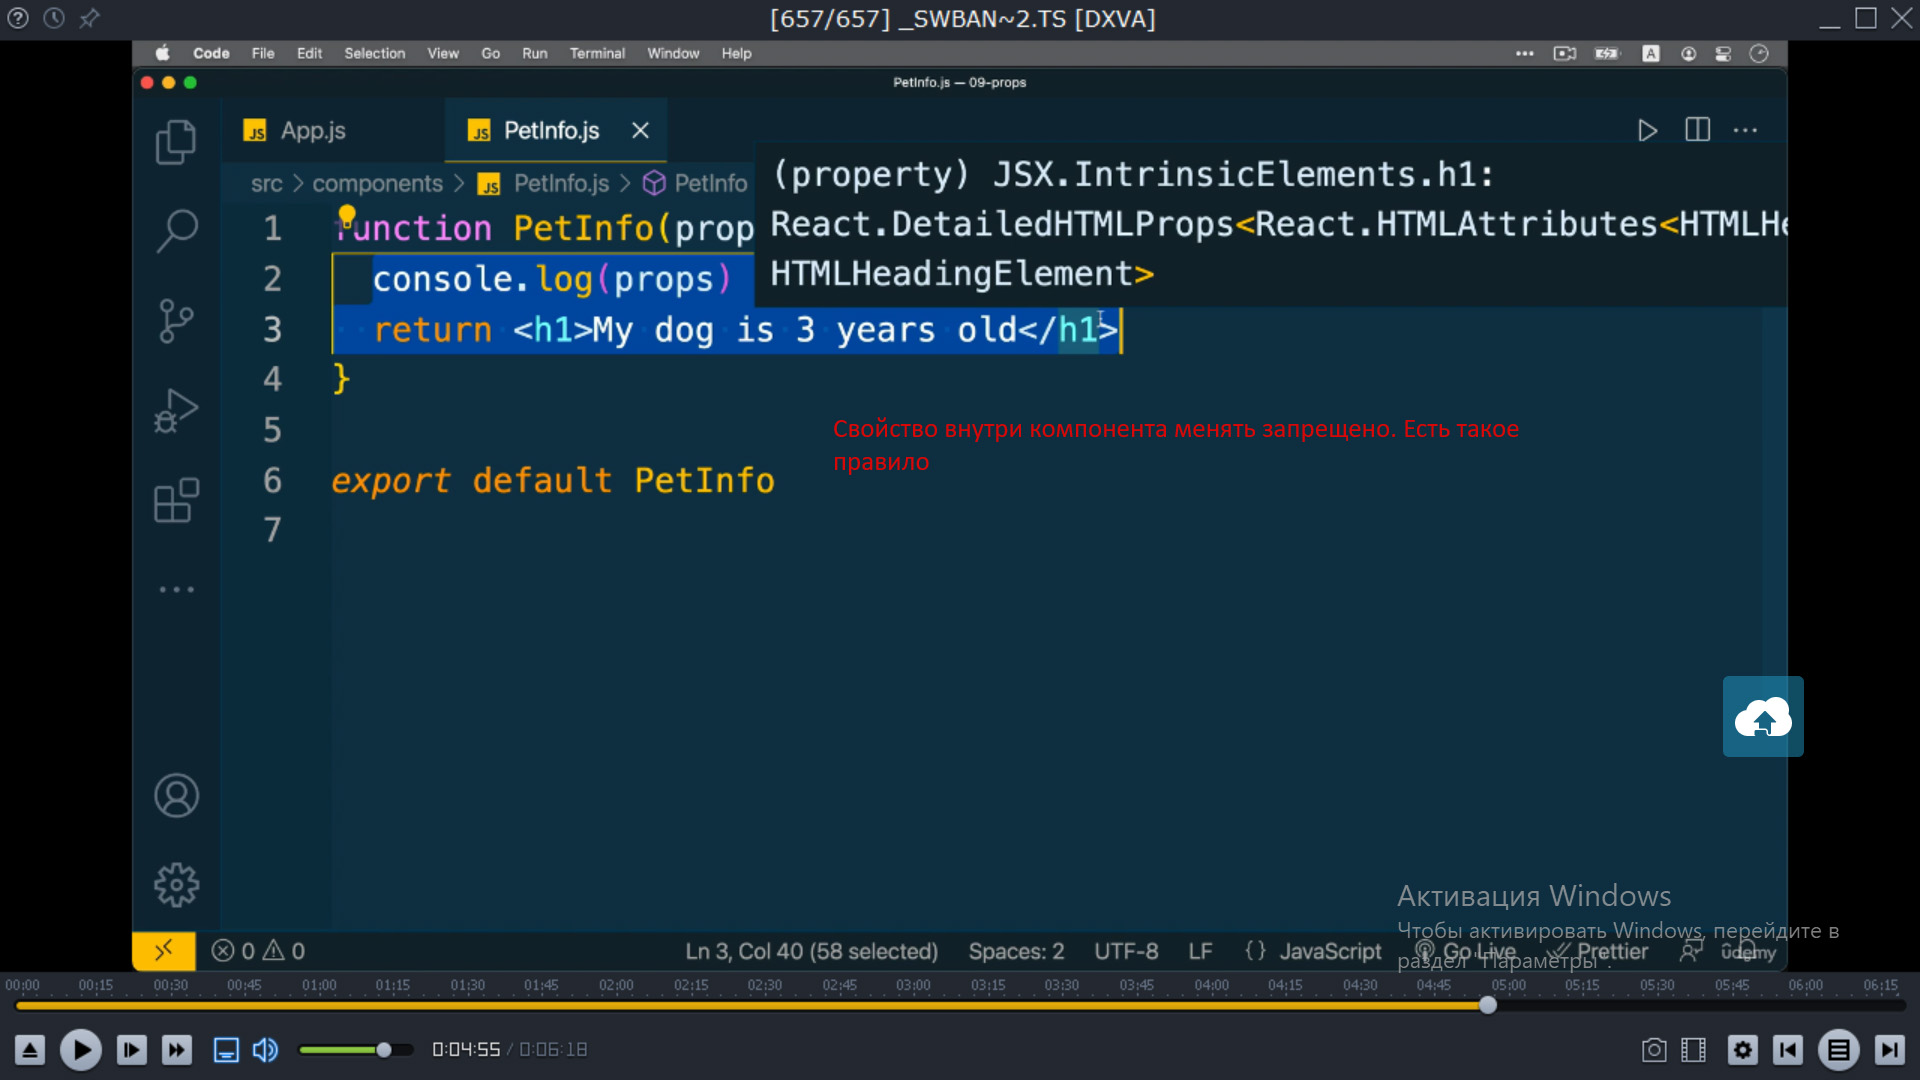 [657/657] _SWBAN~2.TS [DXVA]
Code File Edit Selection View Go Run Terminal Window Help
A
PetInfo.js — 09-props
JS App.js
JS PetInfo.js
src > components > JS PetInfo.js > PetInfo
(property) JSX.IntrinsicElements.h1:
React.DetailedHTMLProps<React.HTMLAttributes<HTMLHe
HTMLHeadingElement>
1 function PetInfo(prop
2 console.log(props)
3 return <h1>My dog is 3 years old</h1>
4 }
5
6 export default PetInfo
7
Свойство внутри компонента менять запрещено. Есть такое
правило
Активация Windows
Чтобы активировать Windows, перейдите в
раздел "Параметры".
0 0
Ln 3, Col 40 (58 selected) Spaces: 2 UTF-8 LF {} JavaScript Go Live Prettier
udemy
00:00 00:15 00:30 00:45 01:00 01:15 01:30 01:45 02:00 02:15 02:30 02:45 03:00 03:15 03:30 03:45 04:00 04:15 04:30 04:45 05:00 05:15 05:30 05:45 06:00 06:15
0:04:55 / 0:06:18